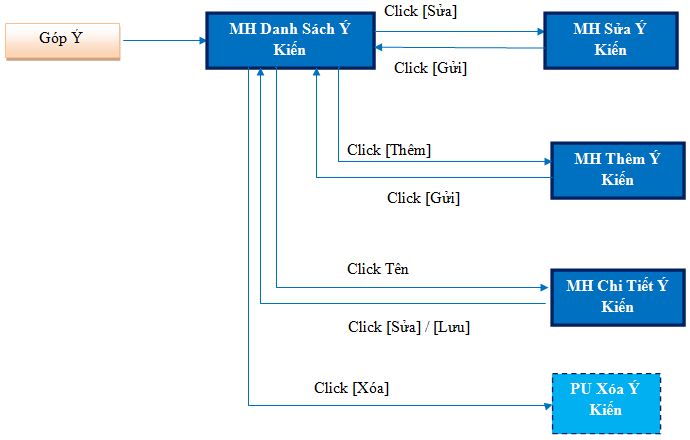 Góp Ý
MH Danh Sách Ý
Kiến
Click [Sửa]
MH Sửa Ý
Kiến
Click [Gửi]
Click [Thêm]
MH Thêm Ý
Kiến
Click [Gửi]
Click Tên
MH Chi Tiết Ý
Kiến
Click [Sửa] / [Lưu]
Click [Xóa]
PU Xóa Ý
Kiến